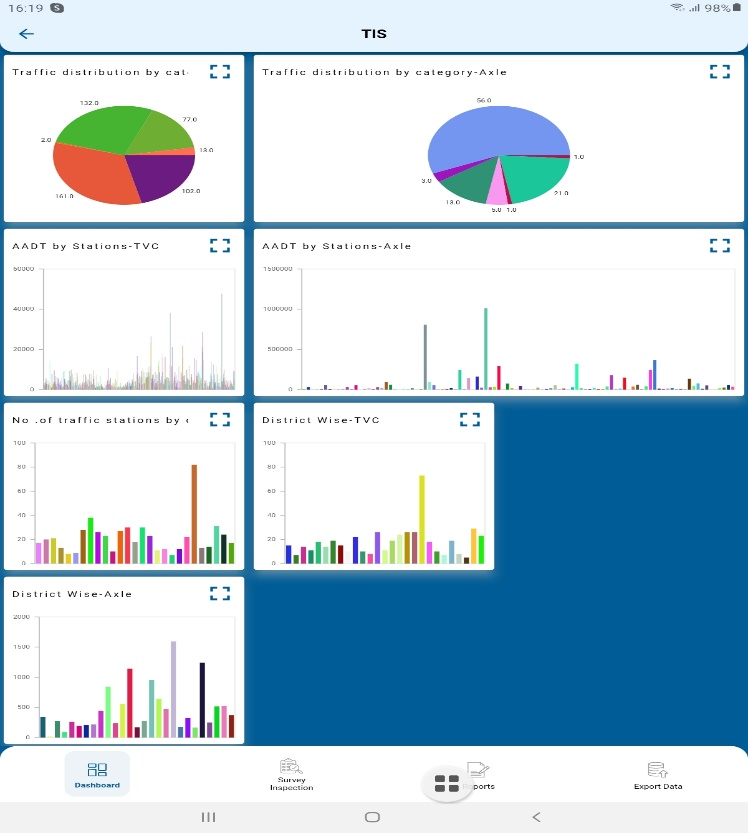 16:19 S 98%
TIS
Traffic distribution by cat
Traffic distribution by category-Axle
132.0
77.0
2.0
13.0
161.0
102.0
56.0
1.0
3.0
21.0
13.0
5.0 1.0
AADT by Stations-TVC
AADT by Stations-Axle
60000
40000
20000
0
1500000
1000000
500000
0
No .of traffic stations by
District Wise-TVC
100
80
60
40
20
0
100
80
60
40
20
0
District Wise-Axle
2000
1500
1000
500
0
Dashboard
Survey
Inspection
ports
Export Data